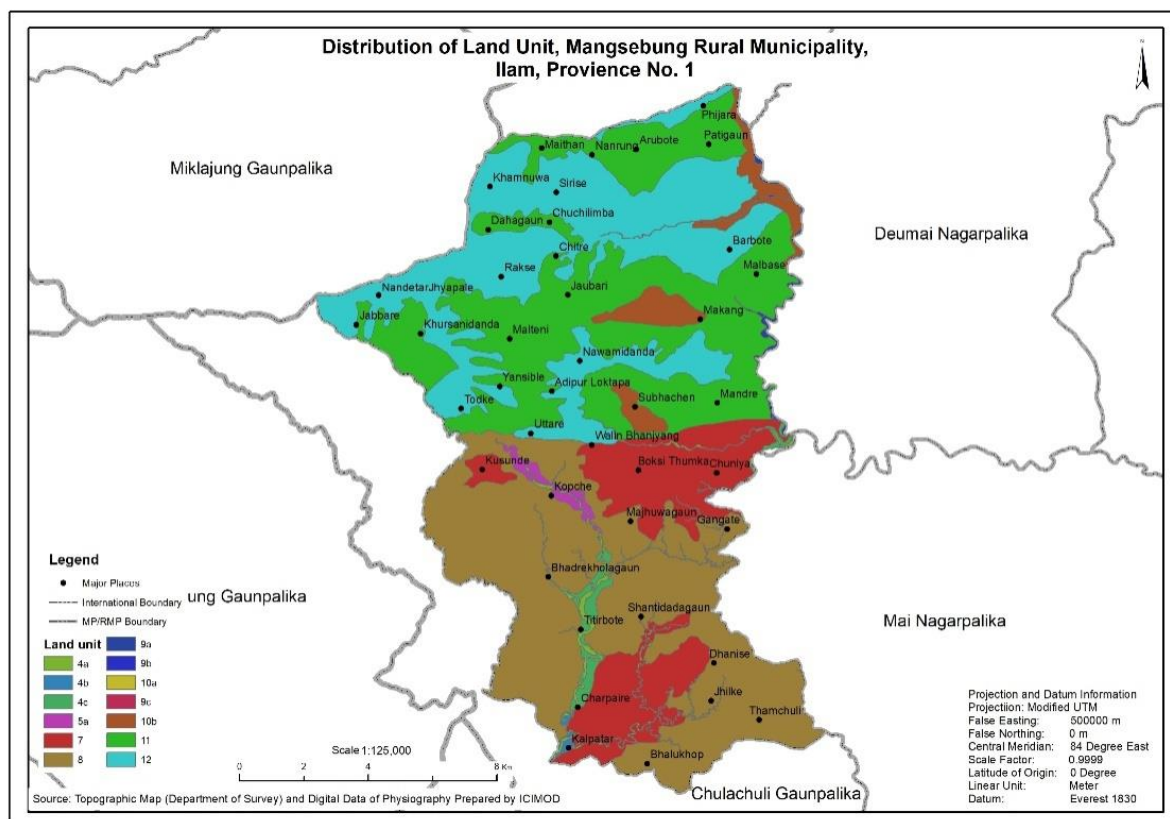 Distribution of Land Unit, Mangsebung Rural Municipality,
Ilam, Provience No. 1
N
Miklajung Gaunpalika
Deumai Nagarpalika
ung Gaunpalika
Mai Nagarpalika
Chulachuli Gaunpalika
Phijara
Patigaun
Arubote
Nanrung
Maithan
Khamnuwa
Sirise
Chuchilimba
Dahagaun
Chitre
Barbote
Malbase
Rakse
Jaubari
NandetarJhyapale
Jabbare
Khursanidanda
Malteni
Makang
Nawamidanda
Yansible
Adipur Loktapa
Todke
Subhachen
Mandre
Uttare
Walin Bhanjyang
Kusunde
Boksi Thumka
Chuniya
Kopche
Majhuwagaun
Gangate
Bhadrekholagaun
Shantidadagaun
Titirbote
Dhanise
Charpaire
Jhilke
Thamchuli
Kalpatar
Bhalukhop
Legend
Major Places
International Boundary
MP/RMP Boundary
Land unit
4a
4b
4c
5a
7
8
9a
9b
10a
9c
10b
11
12
Scale 1:125,000
0 2 4 8 Km
Projection and Datum Information
Projectiion: Modified UTM
False Easting: 500000 m
False Northing: 0 m
Central Meridian: 84 Degree East
Scale Factor: 0.9999
Latitude of Origin: 0 Degree
Linear Unit: Meter
Datum: Everest 1830
Source: Topographic Map (Department of Survey) and Digital Data of Physiography Prepared by ICIMOD